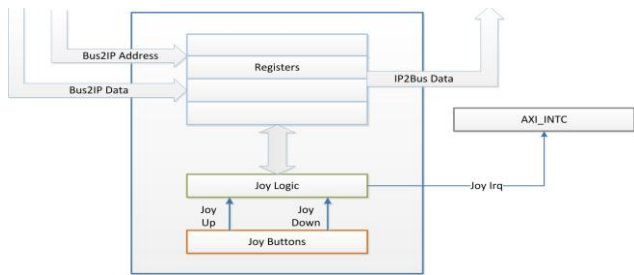 Bus2IP Address
Registers
IP2Bus Data
Bus2IP Data
AXI_INTC
Joy Logic
Joy Irq
Joy
Up
Joy
Down
Joy Buttons